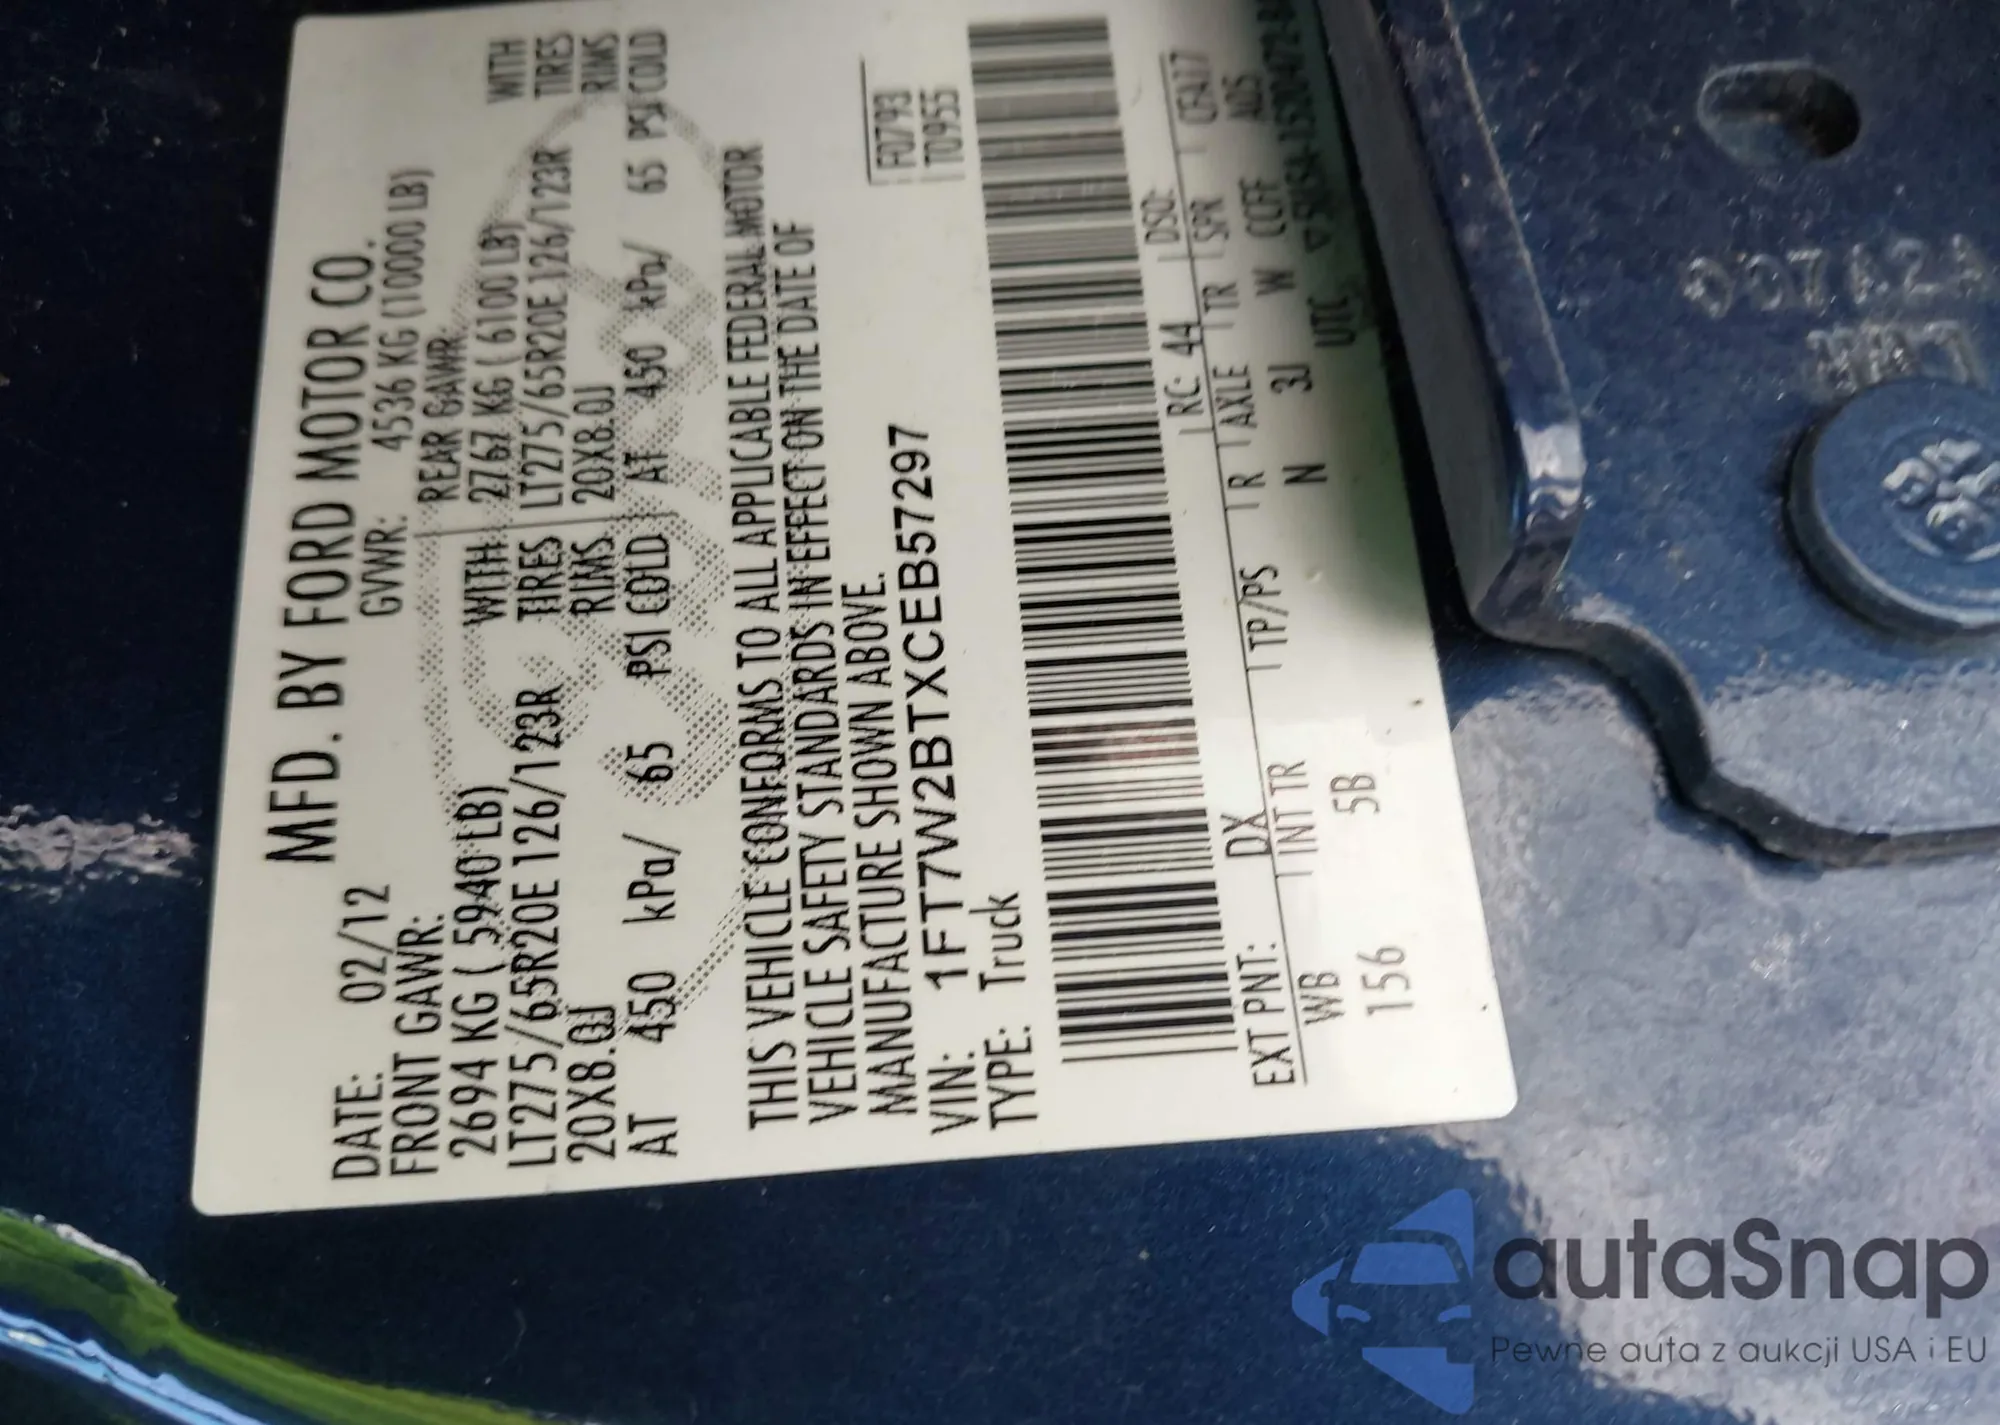 MFD. BY FORD MOTOR CO.
DATE: 02/12 GVWR: 4536 KG (10000 LB)
FRONT GAWR: REAR GAWR:
2694 KG ( 5940 LB) WITH 2767 KG ( 6100 LB) WITH
LT275/65R20E 126/123R TIRES LT275/65R20E 126/123R TIRES
20X8.0J RIMS 20X8.0J RIMS
AT 450 kPa/ 65 PSI COLD AT 450 kPa/ 65 PSI COLD
THIS VEHICLE CONFORMS TO ALL APPLICABLE FEDERAL MOTOR
VEHICLE SAFETY STANDARDS IN EFFECT ON THE DATE OF
MANUFACTURE SHOWN ABOVE.
VIN: 1FT7W2BTXCEB57297 F0793
TYPE: Truck T0955
EXT PNT: DX RC: 44 DSO:
WB INT TR TP/PS R AXLE TR SPR CFA17
156 5B N 3J W CCFF ADS
UTC
autaSnap
Pewne auta z aukcji USA i EU